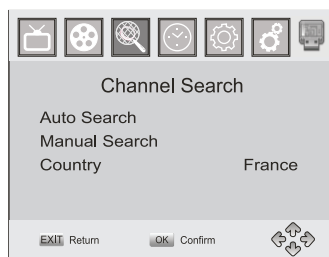 Channel Search
Auto Search
Manual Search
Country France
EXIT Return OK Confirm